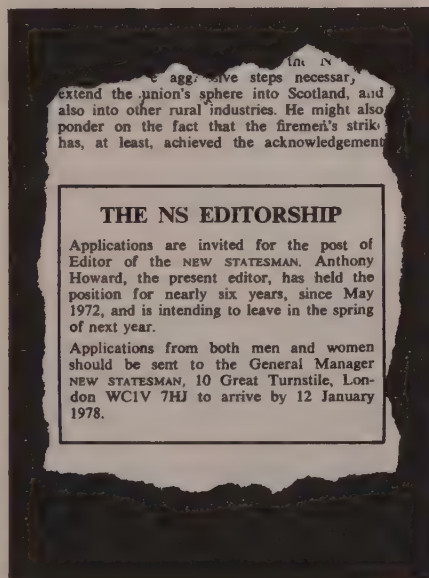 the N
aggressive steps necessary
extend the union's sphere into Scotland, and
also into other rural industries. He might also
ponder on the fact that the firemen's strike
has, at least, achieved the acknowledgement
THE NS EDITORSHIP
Applications are invited for the post of
Editor of the NEW STATESMAN. Anthony
Howard, the present editor, has held the
position for nearly six years, since May
1972, and is intending to leave in the spring
of next year.
Applications from both men and women
should be sent to the General Manager
NEW STATESMAN, 10 Great Turnstile, Lon-
don WC1V 7HJ to arrive by 12 January
1978.